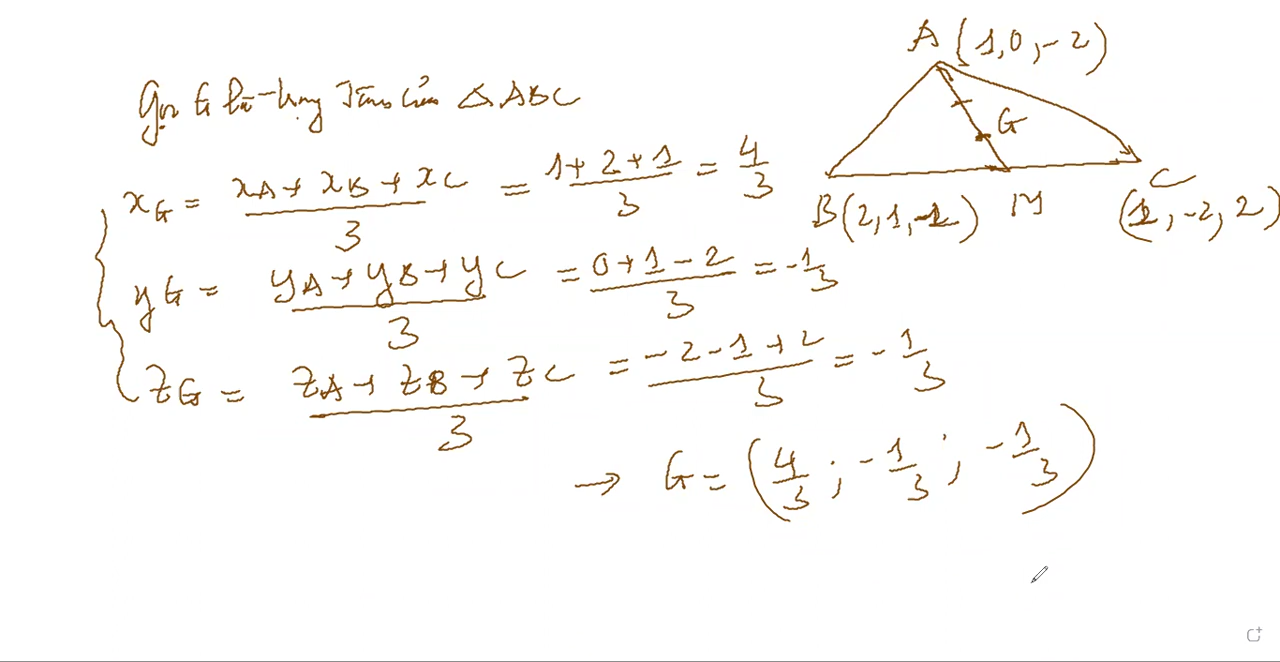 Gọi G là trọng tâm của △ABC
A (1,0,-2)
G
B(2,1,-1) M C (1,-2,2)
x_G = (x_A + x_B + x_C)/3 = (1+2+1)/3 = 4/3
y_G = (y_A + y_B + y_C)/3 = (0+1-2)/3 = -1/3
z_G = (z_A + z_B + z_C)/3 = (-2-1+2)/3 = -1/3
→ G = (4/3 ; -1/3 ; -1/3)